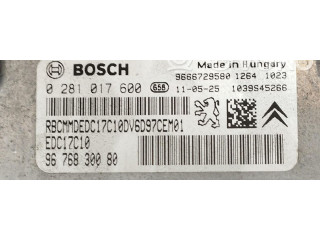 BOSCH
Made in Hungary
9666729580 1264 1023
0 281 017 600 658 11-05-25 1039S45266
RBCMMDEDC17C10DV6D97CEM01
EDC17C10
96 768 300 80